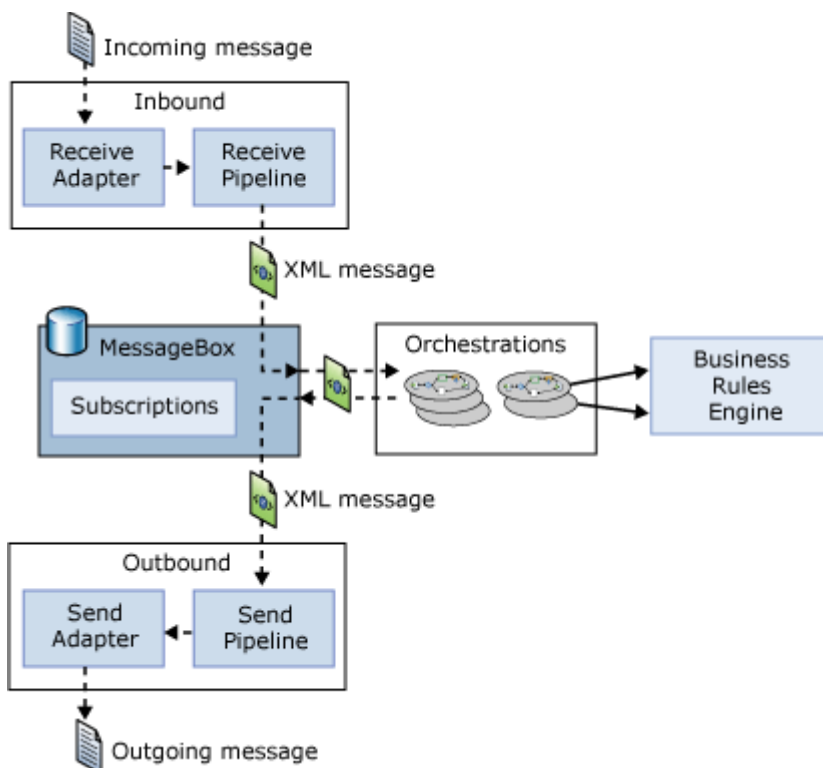 Incoming message
Inbound
Receive
Adapter
Receive
Pipeline
XML message
MessageBox
Subscriptions
Orchestrations
Business
Rules
Engine
XML message
Outbound
Send
Adapter
Send
Pipeline
Outgoing message